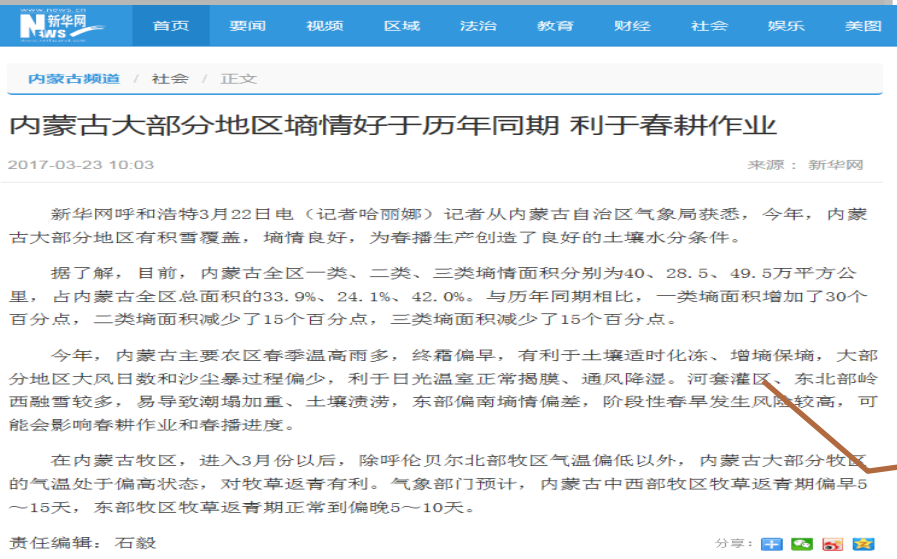 www.news.cn
新华网
NEWS
首页 要闻 视频 区域 法治 教育 财经 社会 娱乐 美图
内蒙古频道 / 社会 / 正文
内蒙古大部分地区墒情好于历年同期 利于春耕作业
2017-03-23 10:03 来源：新华网
新华网呼和浩特3月22日电（记者哈丽娜）记者从内蒙古自治区气象局获悉，今年，内蒙
古大部分地区有积雪覆盖，墒情良好，为春播生产创造了良好的土壤水分条件。
据了解，目前，内蒙古全区一类、二类、三类墒情面积分别为40、28.5、49.5万平方公
里，占内蒙古全区总面积的33.9%、24.1%、42.0%。与历年同期相比，一类墒面积增加了30个
百分点，二类墒面积减少了15个百分点，三类墒面积减少了15个百分点。
今年，内蒙古主要农区春季温高雨多，终霜偏早，有利于土壤适时化冻、增墒保墒，大部
分地区大风日数和沙尘暴过程偏少，利于日光温室正常揭膜、通风降湿。河套灌区、东北部岭
西融雪较多，易导致潮塌加重、土壤渍涝，东部偏南墒情偏差，阶段性春旱发生风险较高，可
能会影响春耕作业和春播进度。
在内蒙古牧区，进入3月份以后，除呼伦贝尔北部牧区气温偏低以外，内蒙古大部分牧区
的气温处于偏高状态，对牧草返青有利。气象部门预计，内蒙古中西部牧区牧草返青期偏早5
～15天，东部牧区牧草返青期正常到偏晚5～10天。
责任编辑：石毅 分享：